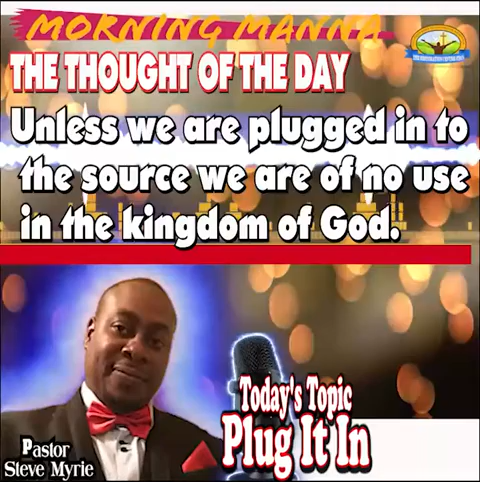 MORNING MANNA
THE THOUGHT OF THE DAY
Unless we are plugged in to
the source we are of no use
in the kingdom of God.
Today's Topic
Plug It In
Pastor
Steve Myrie